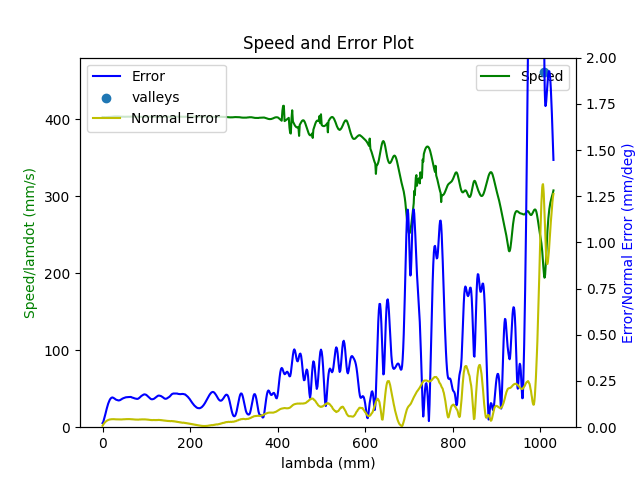 Speed and Error Plot
Error
valleys
Normal Error
Speed
Speed/lamdot (mm/s)
400
300
200
100
0
2.00
1.75
1.50
1.25
1.00
0.75
0.50
0.25
0.00
Error/Normal Error (mm/deg)
0 200 400 600 800 1000
lambda (mm)